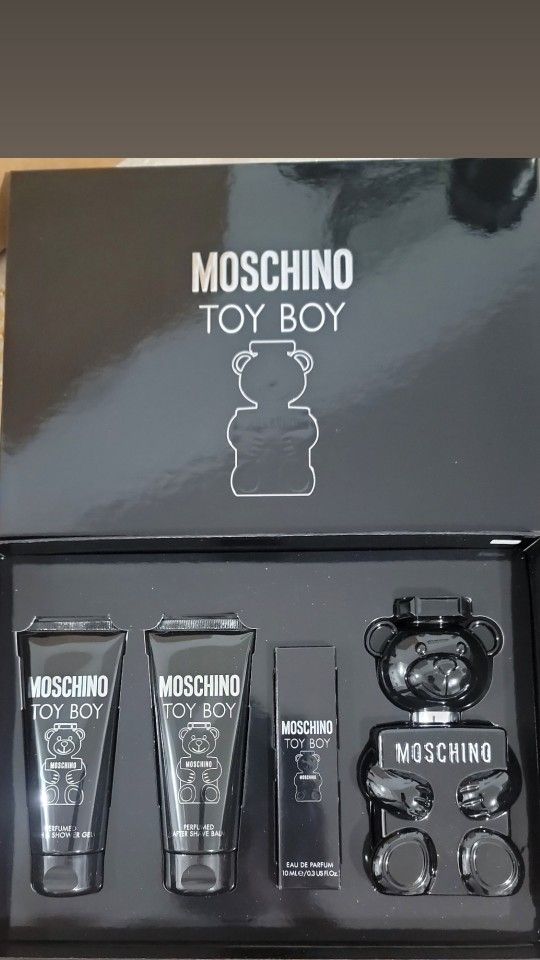 MOSCHINO
TOY BOY
MOSCHINO
TOY BOY
MOSCHINO
PERFUMED
SHOWER GEL
MOSCHINO
TOY BOY
MOSCHINO
PERFUMED
AFTER SHAVE BALM
MOSCHINO
TOY BOY
MOSCHINO
EAU DE PARFUM
10 ML ℮ /0.3 US Fl.Oz.
MOSCHINO